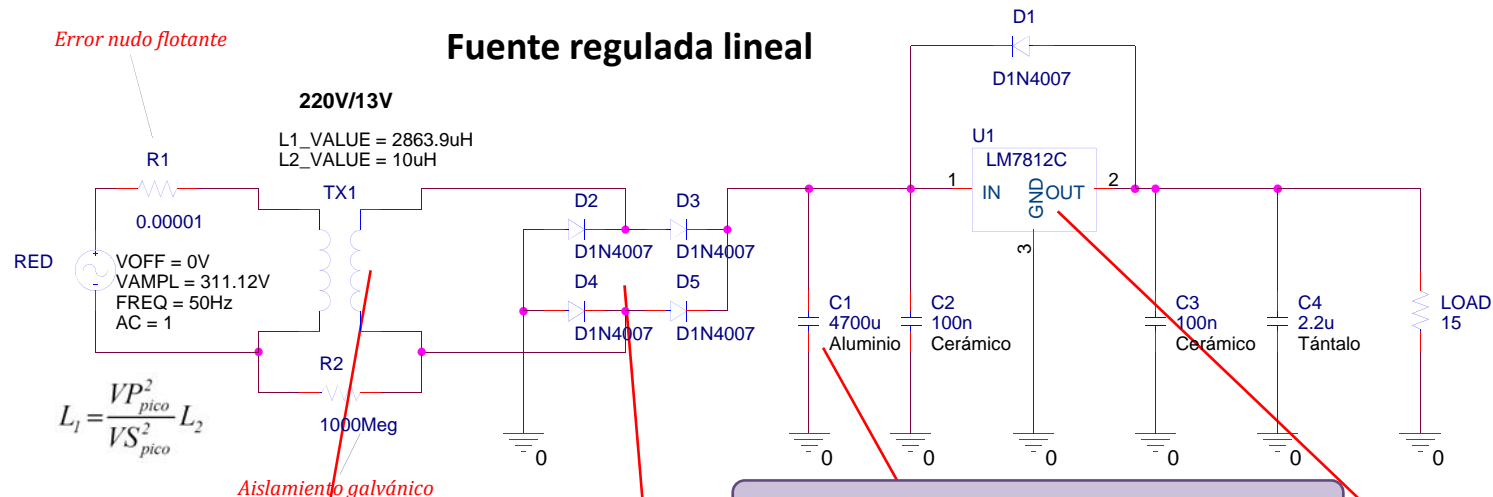 Error nudo flotante
Fuente regulada lineal
D1
D1N4007
220V/13V
L1_VALUE = 2863.9uH
L2_VALUE = 10uH
R1
0.00001
TX1
RED
VOFF = 0V
VAMPL = 311.12V
FREQ = 50Hz
AC = 1
D2
D1N4007
D3
D1N4007
D4
D1N4007
D5
D1N4007
U1
LM7812C
1
IN
GND
OUT
2
3
C1
4700u
Aluminio
C2
100n
Cerámico
C3
100n
Cerámico
C4
2.2u
Tántalo
LOAD
15
R2
1000Meg
L₁ = VP²pico / VS²pico L₂
0
0
0
0
0
0
0
Aislamiento galvánico